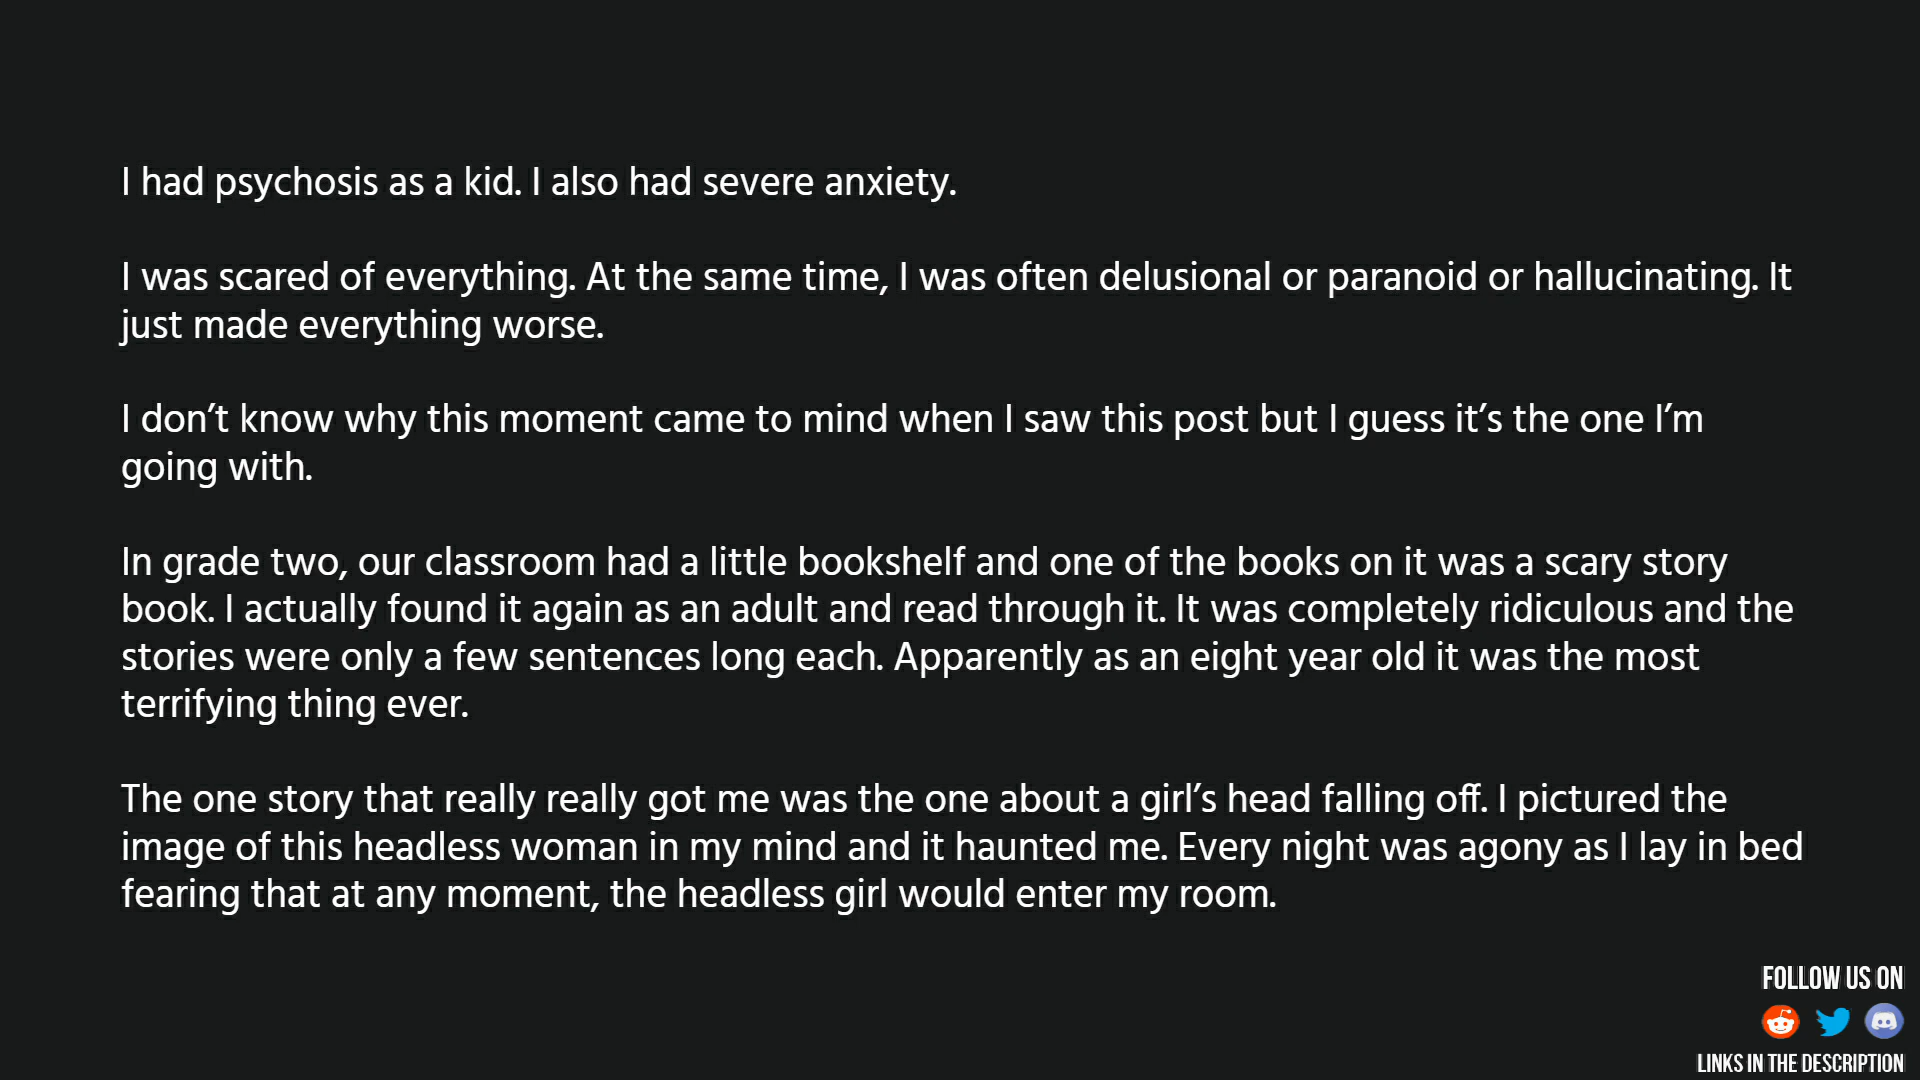 I had psychosis as a kid. I also had severe anxiety.
I was scared of everything. At the same time, I was often delusional or paranoid or hallucinating. It
just made everything worse.
I don’t know why this moment came to mind when I saw this post but I guess it’s the one I’m
going with.
In grade two, our classroom had a little bookshelf and one of the books on it was a scary story
book. I actually found it again as an adult and read through it. It was completely ridiculous and the
stories were only a few sentences long each. Apparently as an eight year old it was the most
terrifying thing ever.
The one story that really really got me was the one about a girl’s head falling off. I pictured the
image of this headless woman in my mind and it haunted me. Every night was agony as I lay in bed
fearing that at any moment, the headless girl would enter my room.
FOLLOW US ON
LINKS IN THE DESCRIPTION